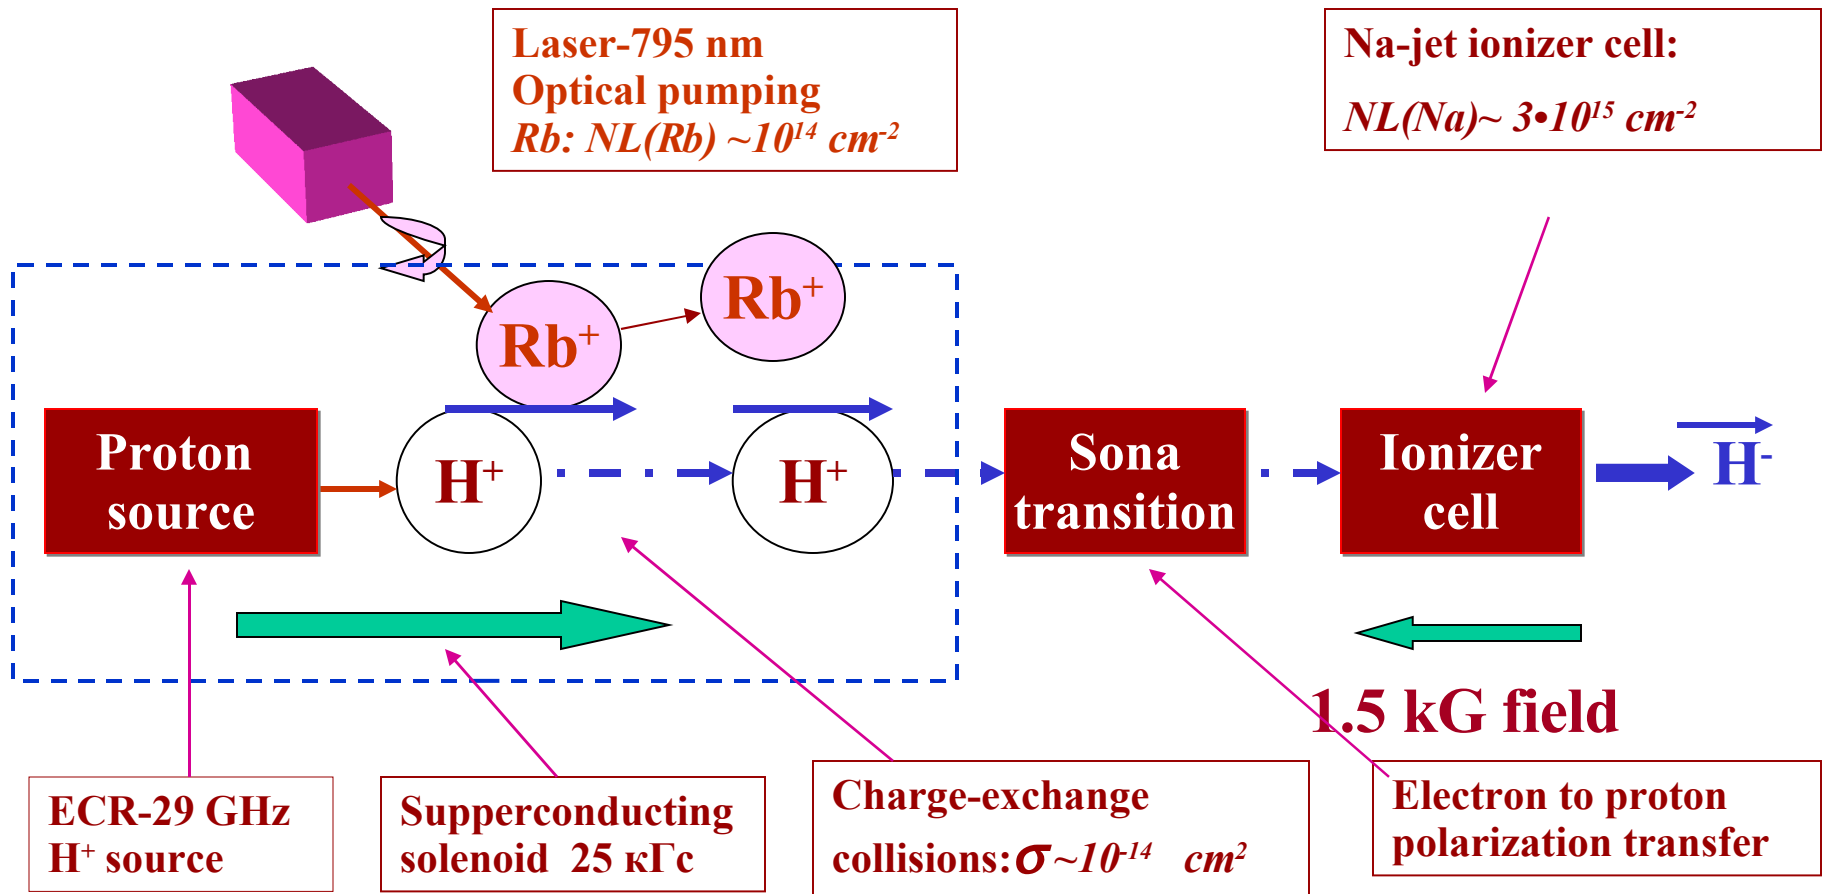 Laser-795 nm
Optical pumping
Rb: NL(Rb) ~10¹⁴ cm⁻²
Na-jet ionizer cell:
NL(Na)~ 3•10¹⁵ cm⁻²
Rb⁺
Rb⁺
Proton
source
H⁺
H⁺
Sona
transition
Ionizer
cell
H⁻
1.5 kG field
ECR-29 GHz
H⁺ source
Supperconducting
solenoid 25 кГс
Charge-exchange
collisions: σ ~10⁻¹⁴ cm²
Electron to proton
polarization transfer